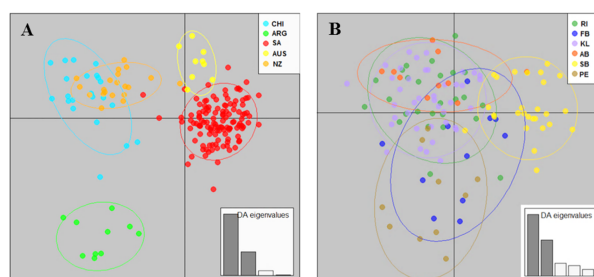 A
CHI
ARG
SA
AUS
NZ
DA eigenvalues
B
RI
FB
KL
AB
SB
PE
DA eigenvalues